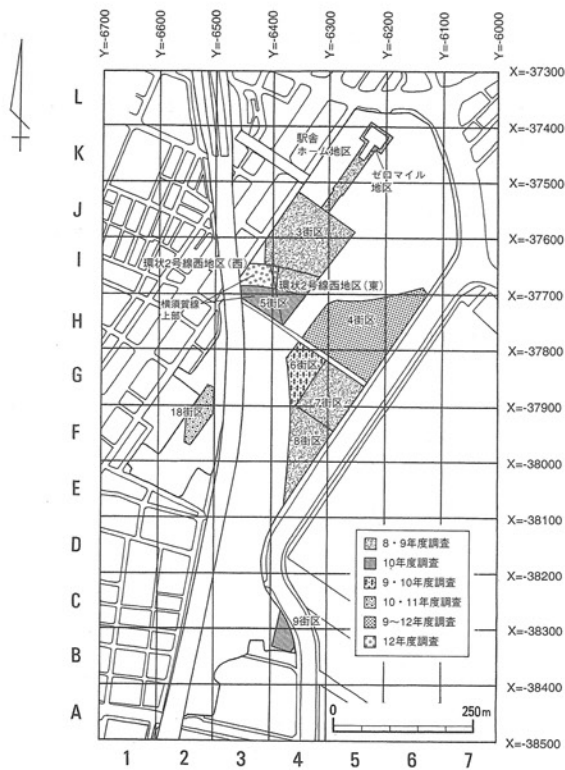 Y=-6700
Y=-6600
Y=-6500
Y=-6400
Y=-6300
Y=-6200
Y=-6100
Y=-6000
X=-37300
L
X=-37400
K
駅舎
ホーム地区
ゼロマイル
地区
X=-37500
J
3街区
X=-37600
I
環状2号線西地区(西)
環状2号線西地区(東)
X=-37700
横須賀線
上部
5街区
4街区
H
X=-37800
G
6街区
7街区
18街区
X=-37900
F
8街区
X=-38000
E
X=-38100
D
8・9年度調査
10年度調査
X=-38200
9・10年度調査
C
10・11年度調査
9街区
9〜12年度調査
X=-38300
12年度調査
B
X=-38400
A
0 250m
X=-38500
1 2 3 4 5 6 7